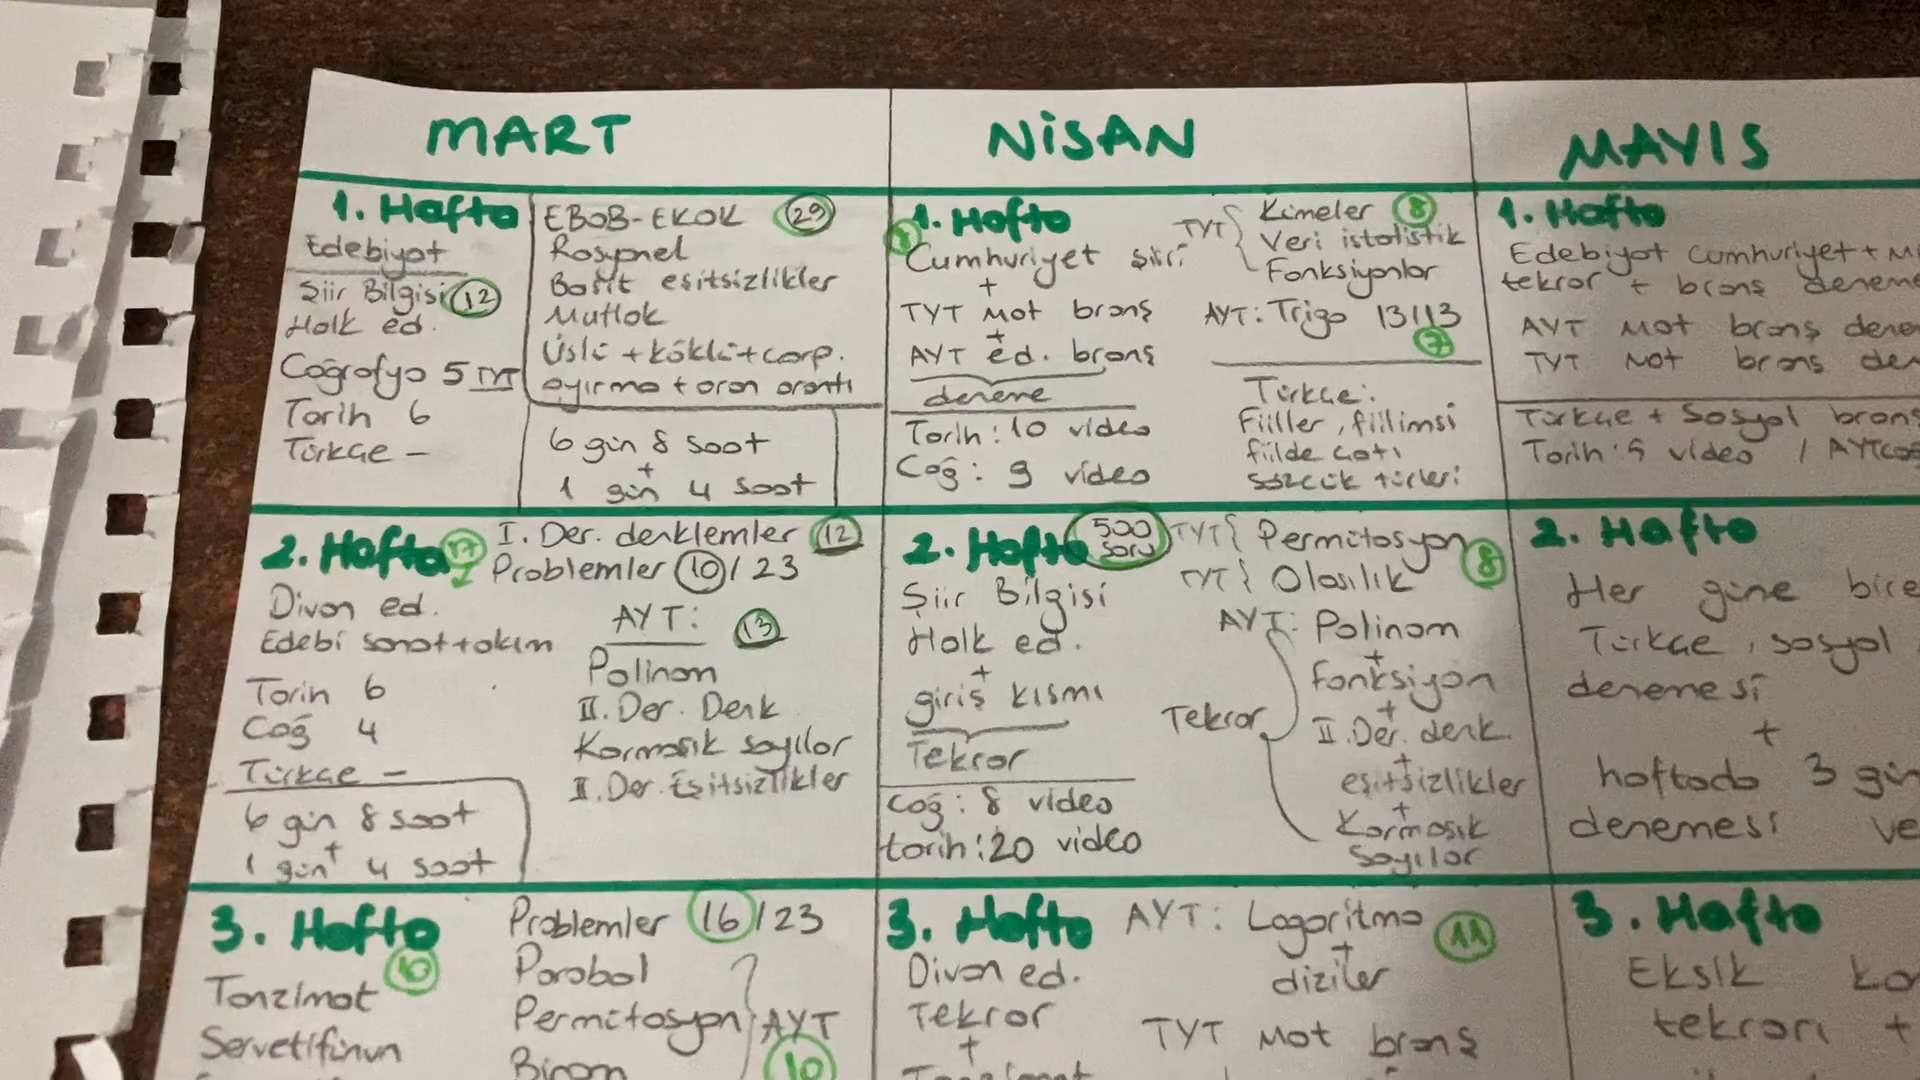 MART
1. Hafta
Edebiyat
Şiir Bilgisi 12
Halk ed.
Coğrafya 5 TYT
Tarih 6
Türkçe -
EBOB-EKOK 29
Rasyonel
Basit eşitsizlikler
Mutlak
Üslü + köklü + çarp.
ayırma + oran orantı
6 gün 8 saat
+
1 gün 4 saat
2. Hafta 17
Divan ed.
Edebi sanat + akım
Tarih 6
Coğ 4
Türkçe -
6 gün 8 saat
+
1 gün 4 saat
I. Der. denklemler 12
Problemler 10/23
AYT: 13
Polinom
II. Der. Denk
Karmaşık sayılar
II. Der. Eşitsizlikler
3. Hafta
10
Tanzimat
Servetifünun
Problemler 16/23
Parabol
Permütasyon AYT
Binom 10
NİSAN
1. Hafta
Cumhuriyet şiiri
+
TYT Mat branş
+
AYT ed. branş
deneme
Tarih: 10 video
Coğ: 9 video
TYT Kümeler 8
Veri istatistik
Fonksiyonlar
AYT: Trigo 13/13
7
Türkçe:
Fiiller, fiilimsi
fiilde çatı
sözcük türleri
2. Hafta 500 soru
Şiir Bilgisi
Halk ed.
+
giriş kısmı
Tekrar
Coğ: 8 video
tarih: 20 video
TYT Permütasyon
TYT Olasılık 8
AYT: Polinom
+
fonksiyon
+
Tekrar II. Der. denk.
+
eşitsizlikler
+
Karmaşık
Sayılar
3. Hafta
Divan ed.
Tekrar
+
Tanzimat
AYT: Logaritma 11
+
diziler
TYT Mat branş
MAYIS
1. Hafta
Edebiyat Cumhuriyet +
tekrar + branş
AYT Mat branş
TYT Mat branş
Türkçe + Sosyal
Tarih: 5 video /
2. Hafta
Her güne
Türkçe, sosyal
denemesi
+
haftada 3
denemesi ve
3. Hafta
Eksik
tekrarı +